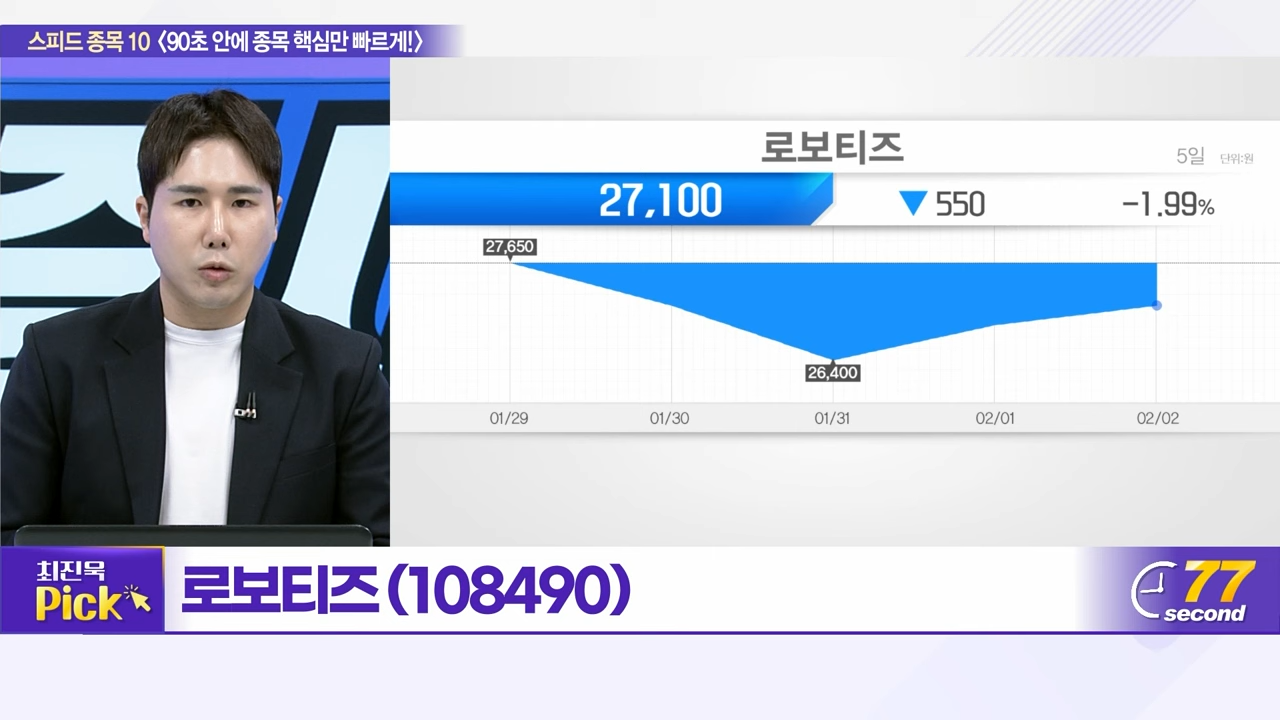 스피드 종목 10 〈90초 안에 종목 핵심만 빠르게!〉
로보티즈
5일 단위:원
27,100 ▼ 550 -1.99%
27,650
26,400
01/29 01/30 01/31 02/01 02/02
최진욱
Pick
로보티즈 (108490)
77
second